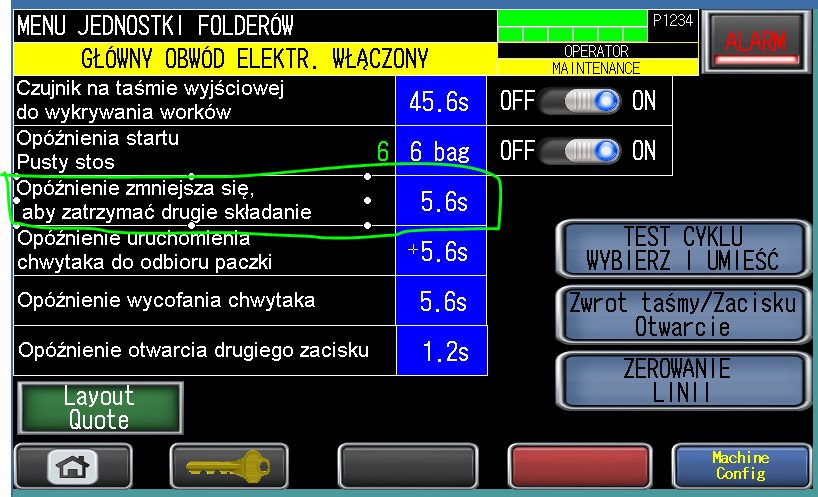 MENU JEDNOSTKI FOLDERÓW
P1234
ALARM
OPERATOR
GŁÓWNY OBWÓD ELEKTR. WŁĄCZONY
MAINTENANCE
Czujnik na taśmie wyjściowej
do wykrywania worków
45.6s
OFF ON
Opóźnienia startu
Pusty stos
6
6 bag
OFF ON
Opóźnienie zmniejsza się,
aby zatrzymać drugie składanie
5.6s
Opóźnienie uruchomienia
chwytaka do odbioru paczki
+5.6s
Opóźnienie wycofania chwytaka
5.6s
Opóźnienie otwarcia drugiego zacisku
1.2s
TEST CYKLU
WYBIERZ I UMIEŚĆ
Zwrot taśmy/Zacisku
Otwarcie
ZEROWANIE
LINII
Layout
Quote
Machine
Config